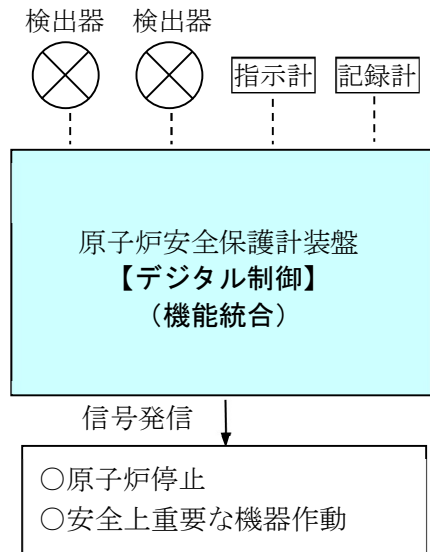 検出器 検出器
指示計 記録計
原子炉安全保護計装盤
【デジタル制御】
（機能統合）
信号発信
○原子炉停止
○安全上重要な機器作動